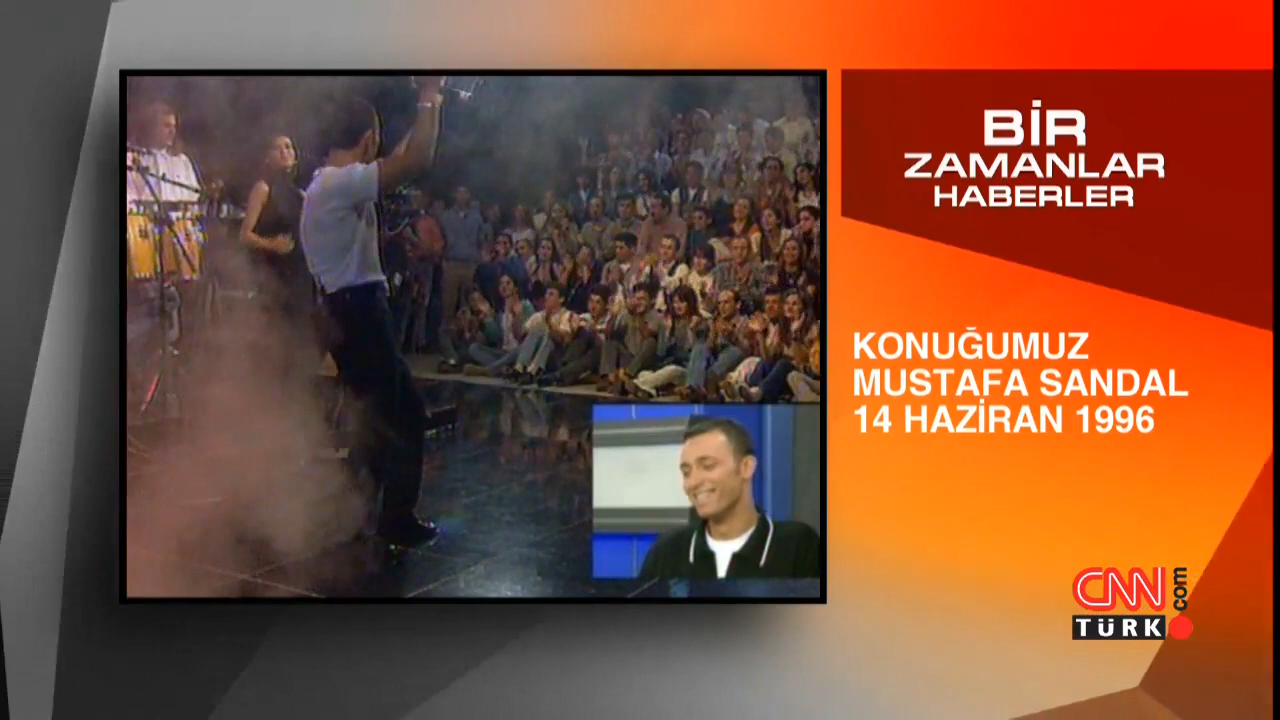 BİR
ZAMANLAR
HABERLER
KONUĞUMUZ
MUSTAFA SANDAL
14 HAZİRAN 1996
CNN
TÜRK
.com